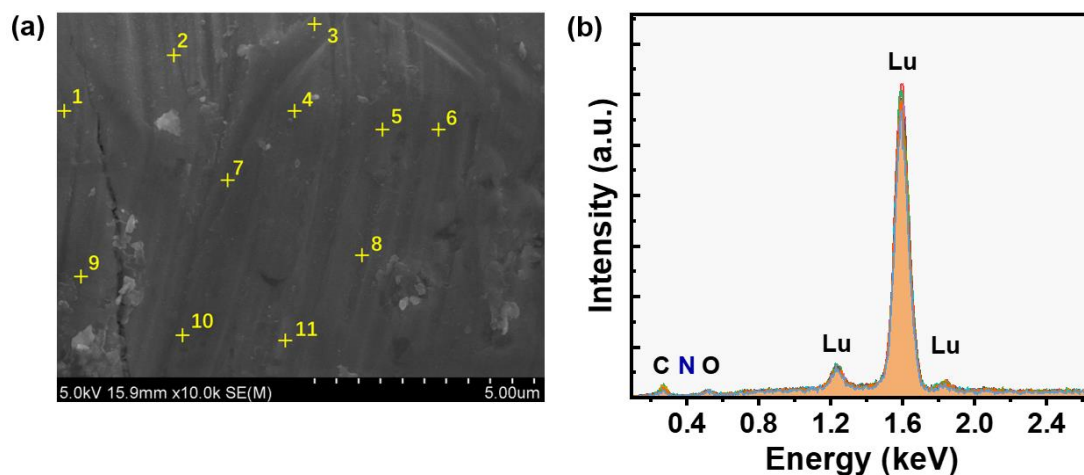 (a)
1
2
3
4
5
6
7
8
9
10
11
5.0kV 15.9mm x10.0k SE(M)
5.00um
(b)
Intensity (a.u.)
Lu
Lu
Lu
C N O
0.4 0.8 1.2 1.6 2.0 2.4
Energy (keV)